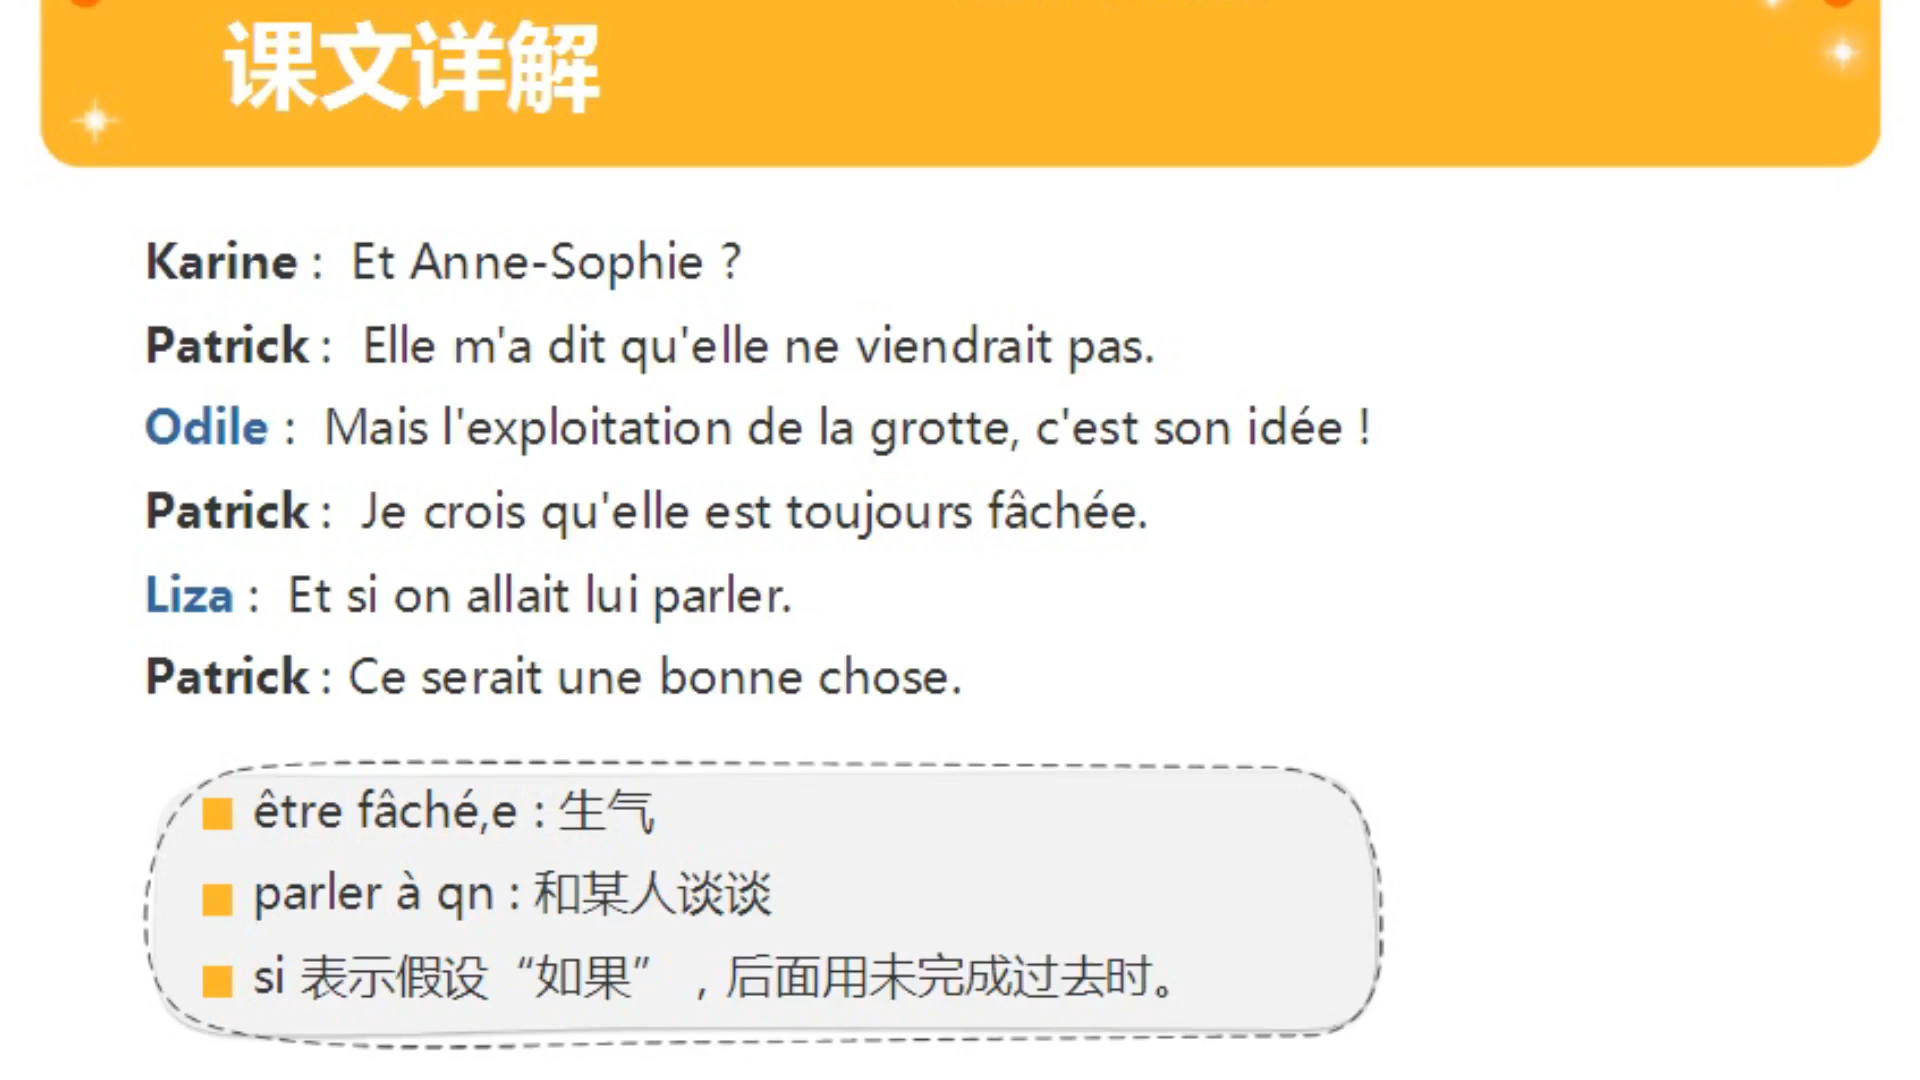 课文详解
Karine : Et Anne-Sophie ?
Patrick : Elle m'a dit qu'elle ne viendrait pas.
Odile : Mais l'exploitation de la grotte, c'est son idée !
Patrick : Je crois qu'elle est toujours fâchée.
Liza : Et si on allait lui parler.
Patrick : Ce serait une bonne chose.
être fâché,e : 生气
parler à qn : 和某人谈谈
si 表示假设“如果”，后面用未完成过去时。